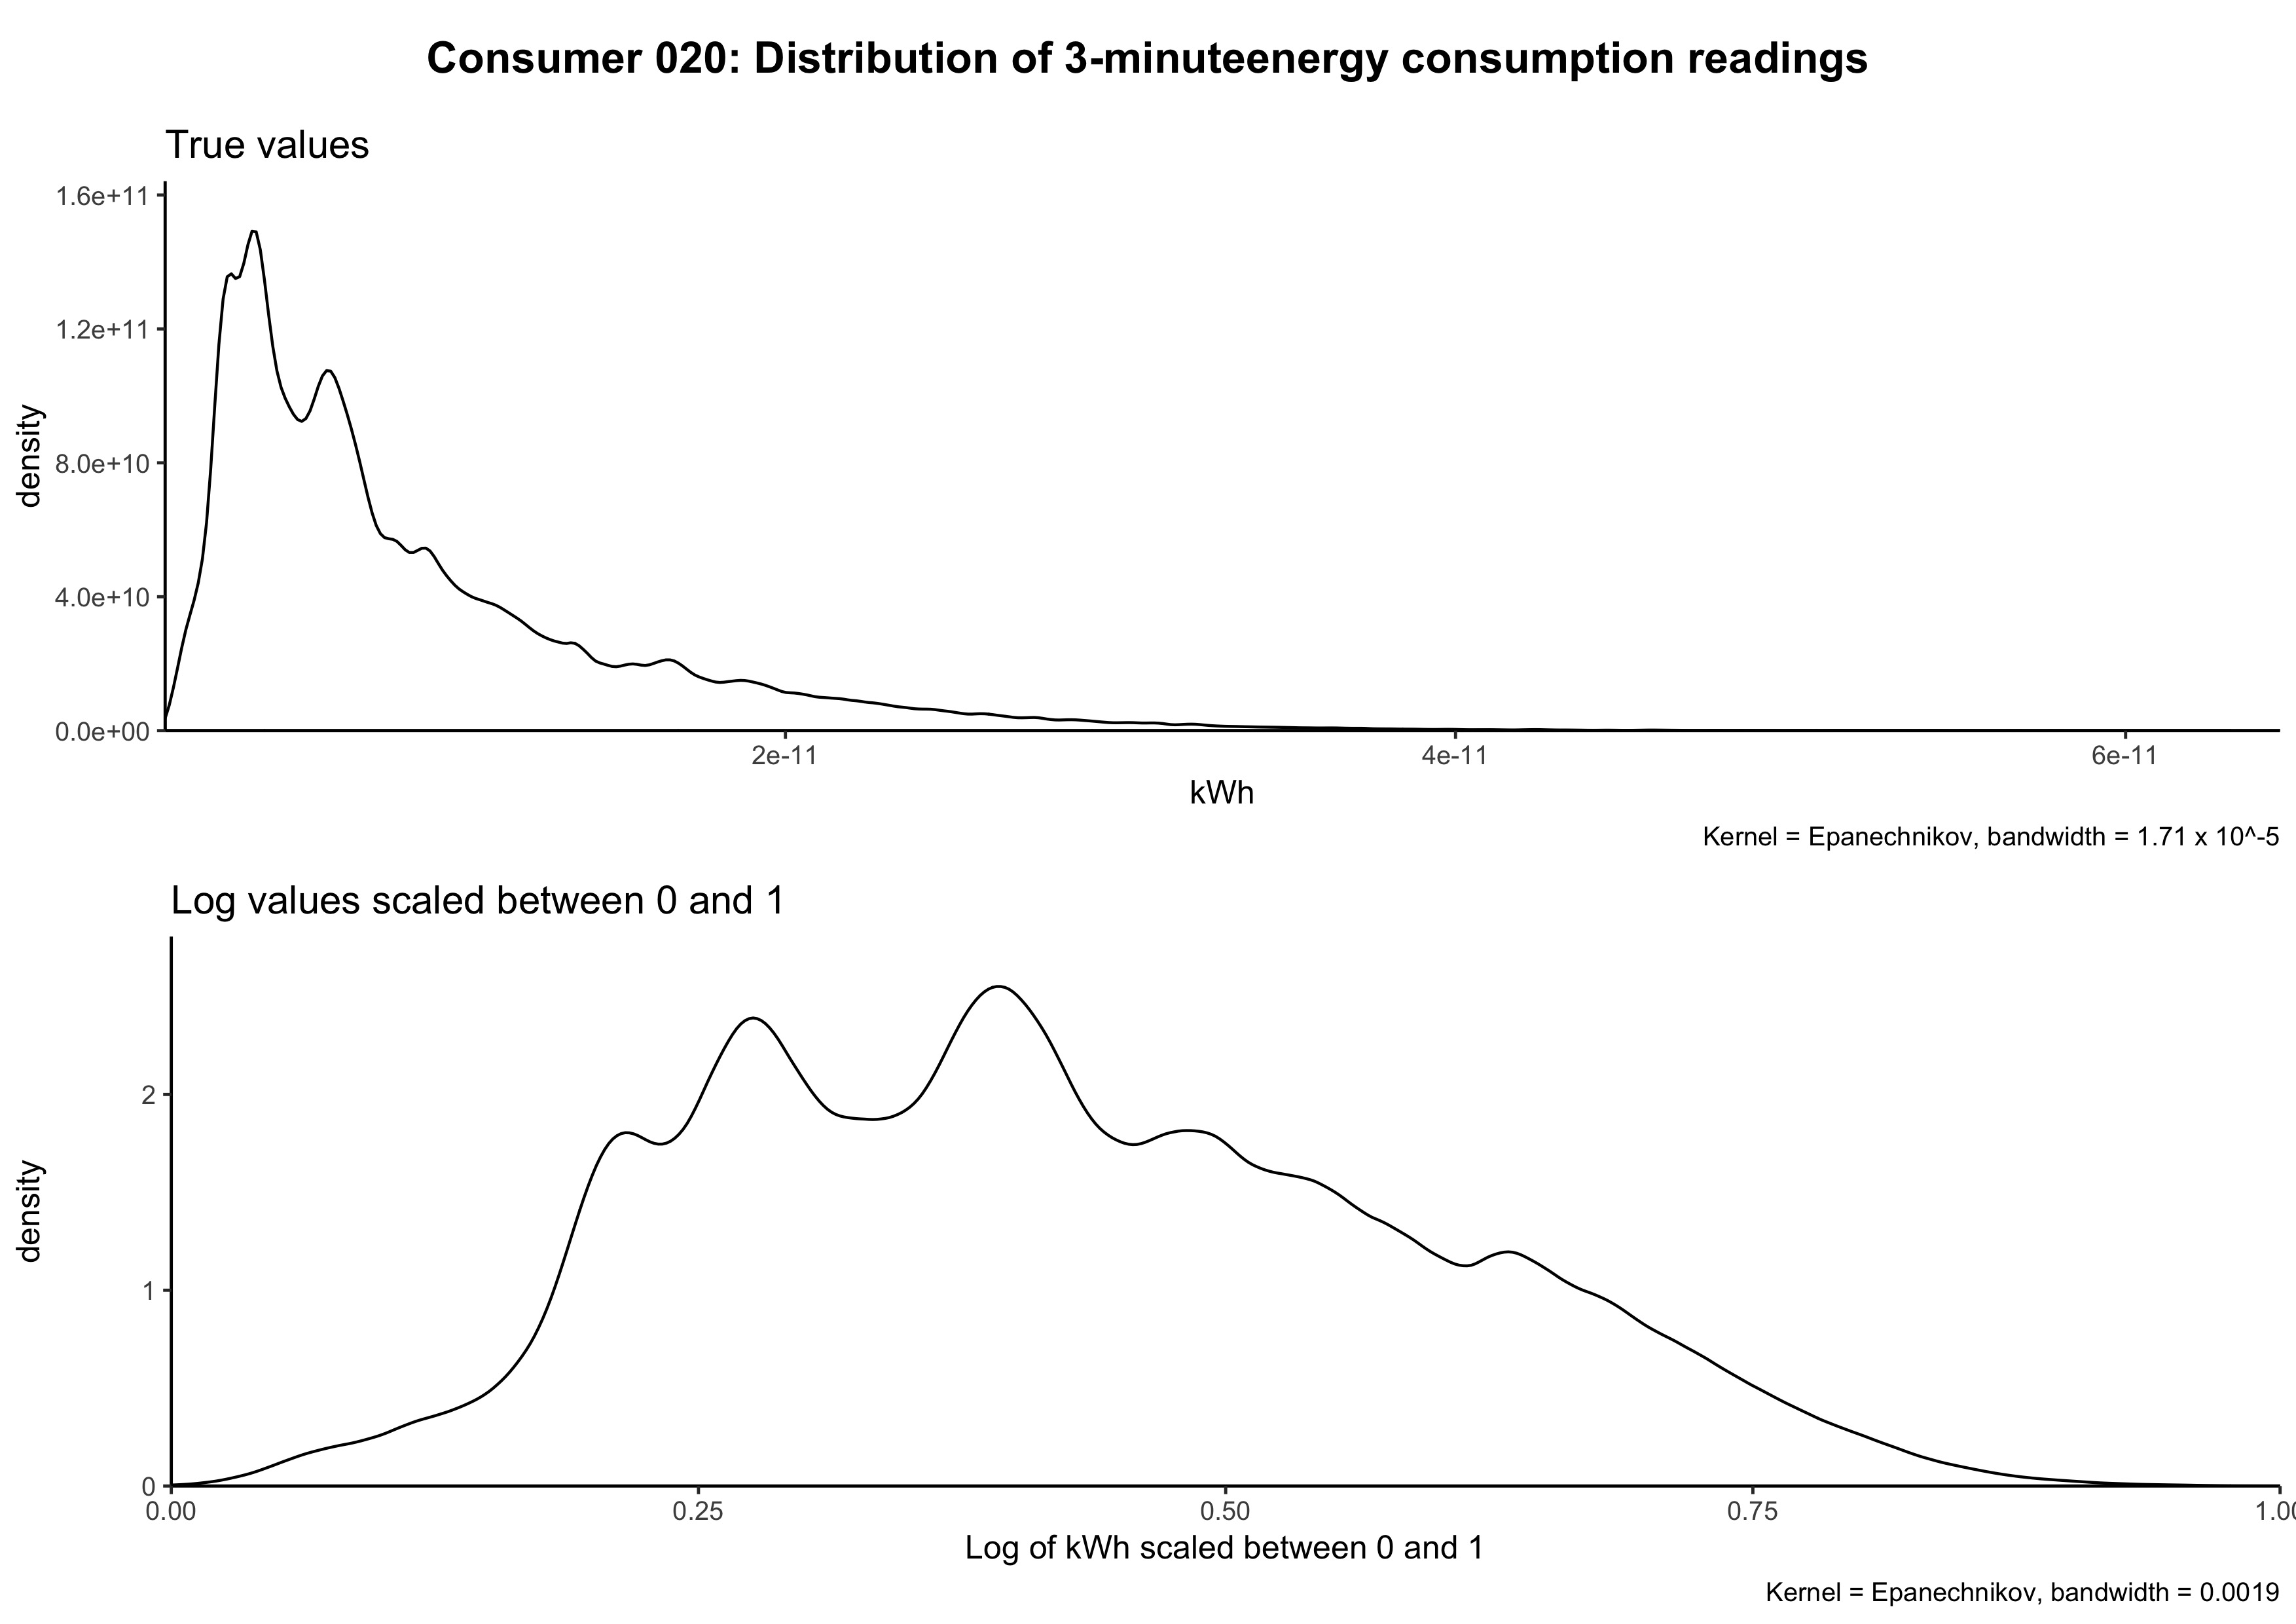 Consumer 020: Distribution of 3-minuteenergy consumption readings
True values
1.6e+11
1.2e+11
8.0e+10
4.0e+10
0.0e+00
density
2e-11 4e-11 6e-11
kWh
Kernel = Epanechnikov, bandwidth = 1.71 x 10^-5
Log values scaled between 0 and 1
2
1
0
density
0.00 0.25 0.50 0.75 1.00
Log of kWh scaled between 0 and 1
Kernel = Epanechnikov, bandwidth = 0.0019